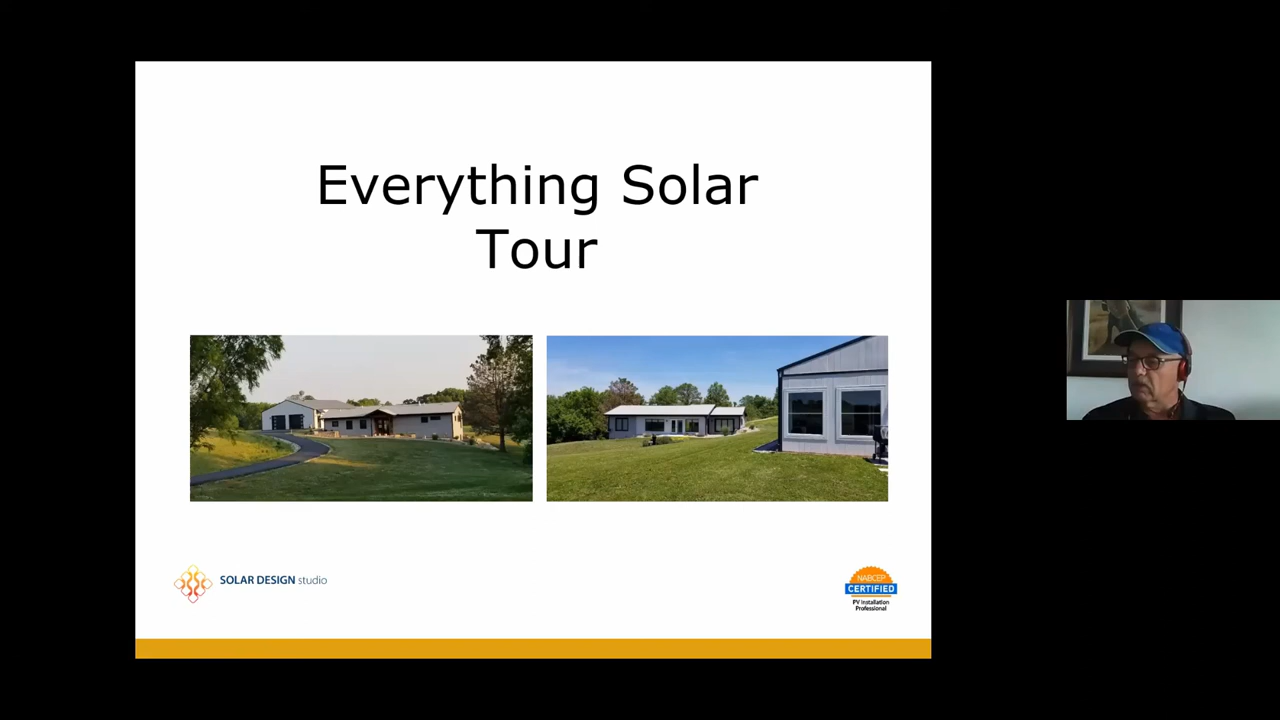 Everything Solar
Tour
SOLAR DESIGN studio
NABCEP
CERTIFIED
PV Installation
Professional